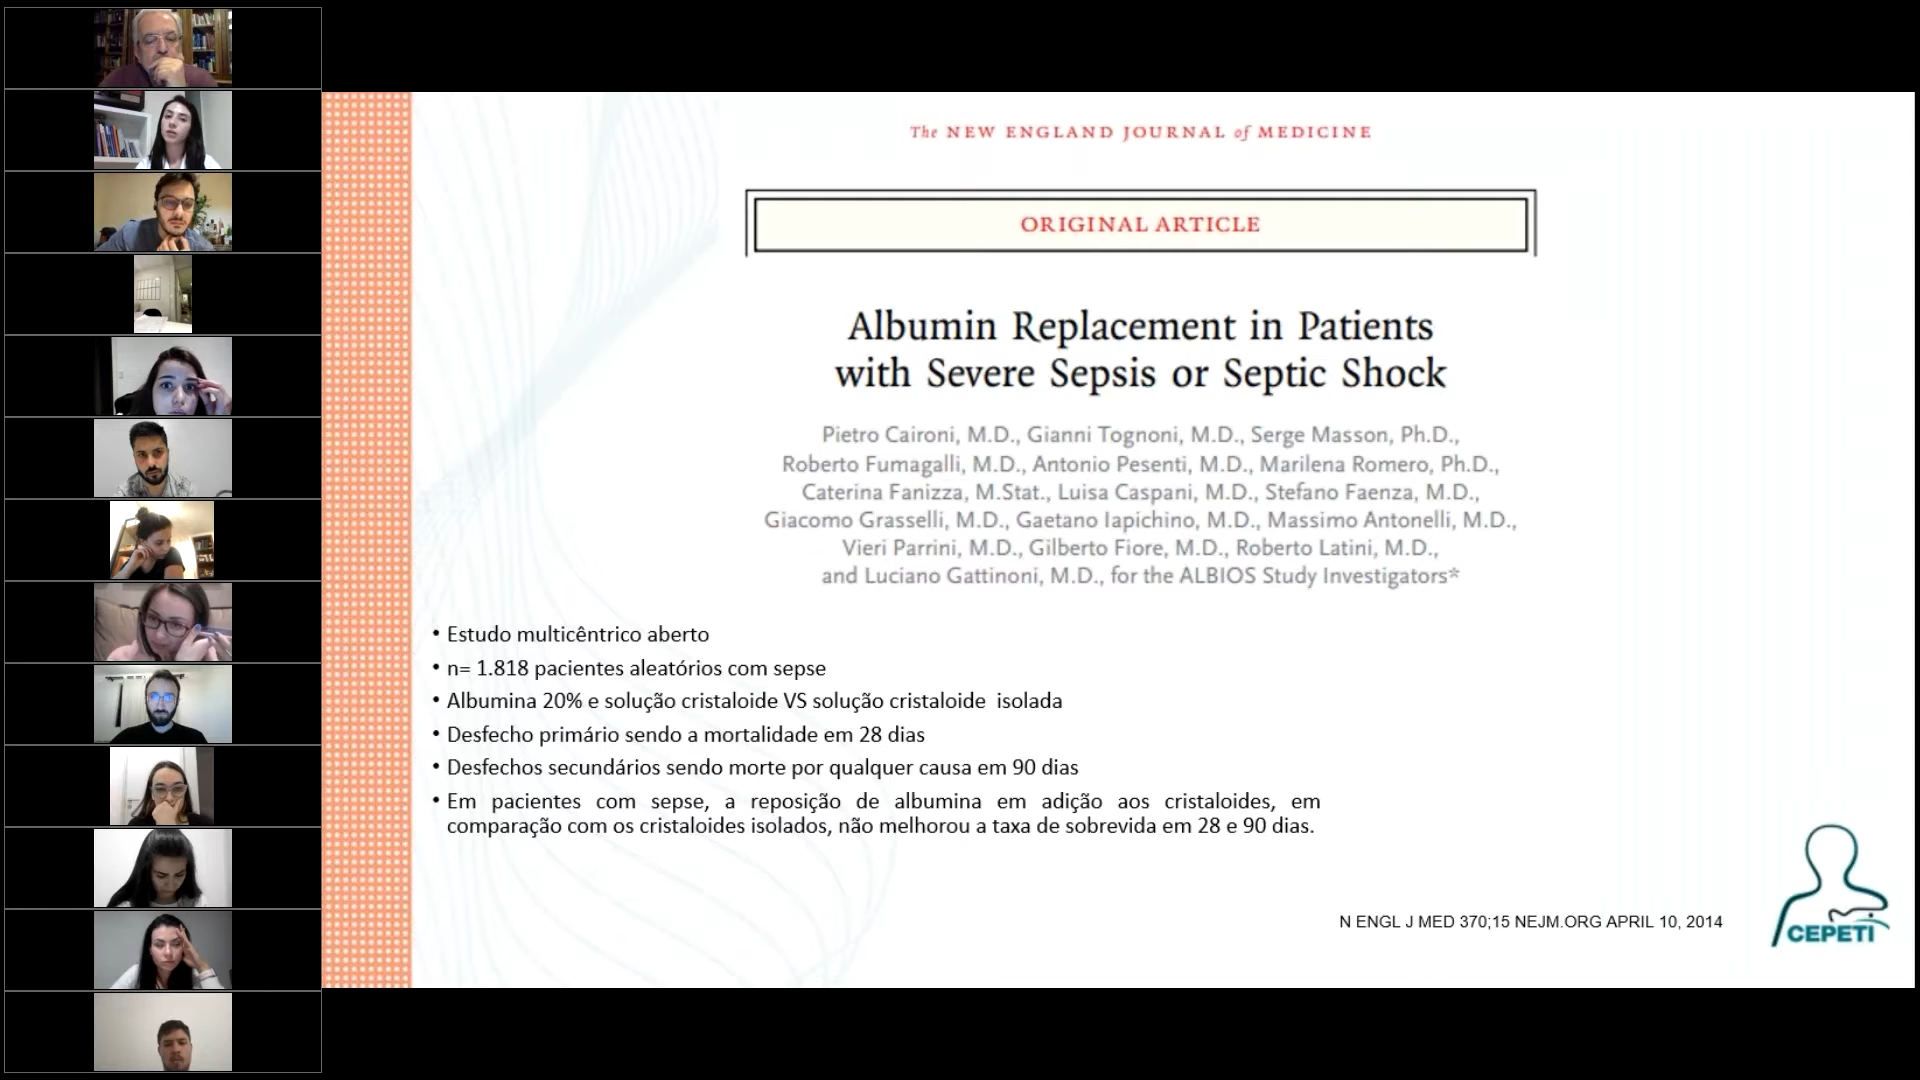 The NEW ENGLAND JOURNAL of MEDICINE
ORIGINAL ARTICLE
Albumin Replacement in Patients
with Severe Sepsis or Septic Shock
Pietro Caironi, M.D., Gianni Tognoni, M.D., Serge Masson, Ph.D.,
Roberto Fumagalli, M.D., Antonio Pesenti, M.D., Marilena Romero, Ph.D.,
Caterina Fanizza, M.Stat., Luisa Caspani, M.D., Stefano Faenza, M.D.,
Giacomo Grasselli, M.D., Gaetano Iapichino, M.D., Massimo Antonelli, M.D.,
Vieri Parrini, M.D., Gilberto Fiore, M.D., Roberto Latini, M.D.,
and Luciano Gattinoni, M.D., for the ALBIOS Study Investigators*
• Estudo multicêntrico aberto
• n= 1.818 pacientes aleatórios com sepse
• Albumina 20% e solução cristaloide VS solução cristaloide  isolada
• Desfecho primário sendo a mortalidade em 28 dias
• Desfechos secundários sendo morte por qualquer causa em 90 dias
• Em pacientes com sepse, a reposição de albumina em adição aos cristaloides, em
comparação com os cristaloides isolados, não melhorou a taxa de sobrevida em 28 e 90 dias.
N ENGL J MED 370;15 NEJM.ORG APRIL 10, 2014
CEPETI